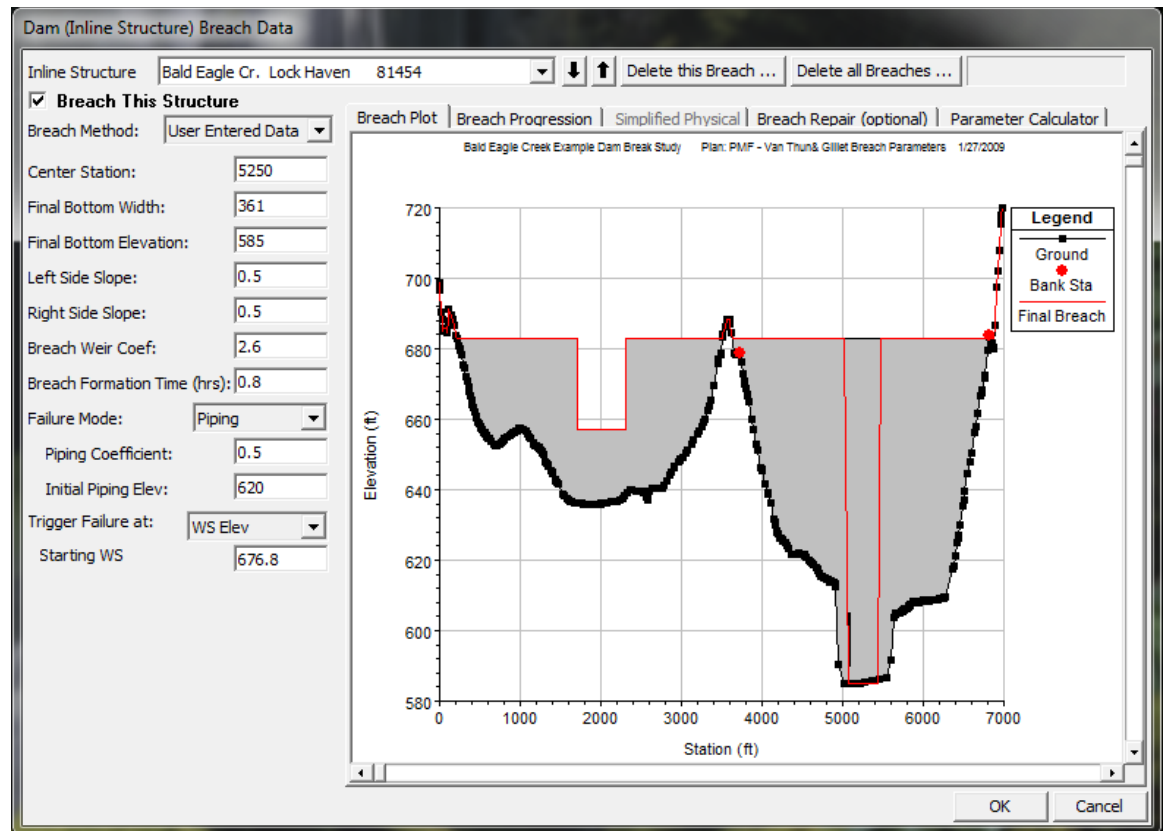 Dam (Inline Structure) Breach Data
Inline Structure Bald Eagle Cr. Lock Haven 81454 Delete this Breach ... Delete all Breaches ...
Breach This Structure
Breach Method: User Entered Data
Center Station: 5250
Final Bottom Width: 361
Final Bottom Elevation: 585
Left Side Slope: 0.5
Right Side Slope: 0.5
Breach Weir Coef: 2.6
Breach Formation Time (hrs): 0.8
Failure Mode: Piping
Piping Coefficient: 0.5
Initial Piping Elev: 620
Trigger Failure at: WS Elev
Starting WS 676.8
Breach Plot Breach Progression Simplified Physical Breach Repair (optional) Parameter Calculator
Bald Eagle Creek Example Dam Break Study Plan: PMF - Van Thun& Gillet Breach Parameters 1/27/2009
720
700
680
660
640
620
600
580
Elevation (ft)
0 1000 2000 3000 4000 5000 6000 7000
Station (ft)
Legend
Ground
Bank Sta
Final Breach
OK Cancel